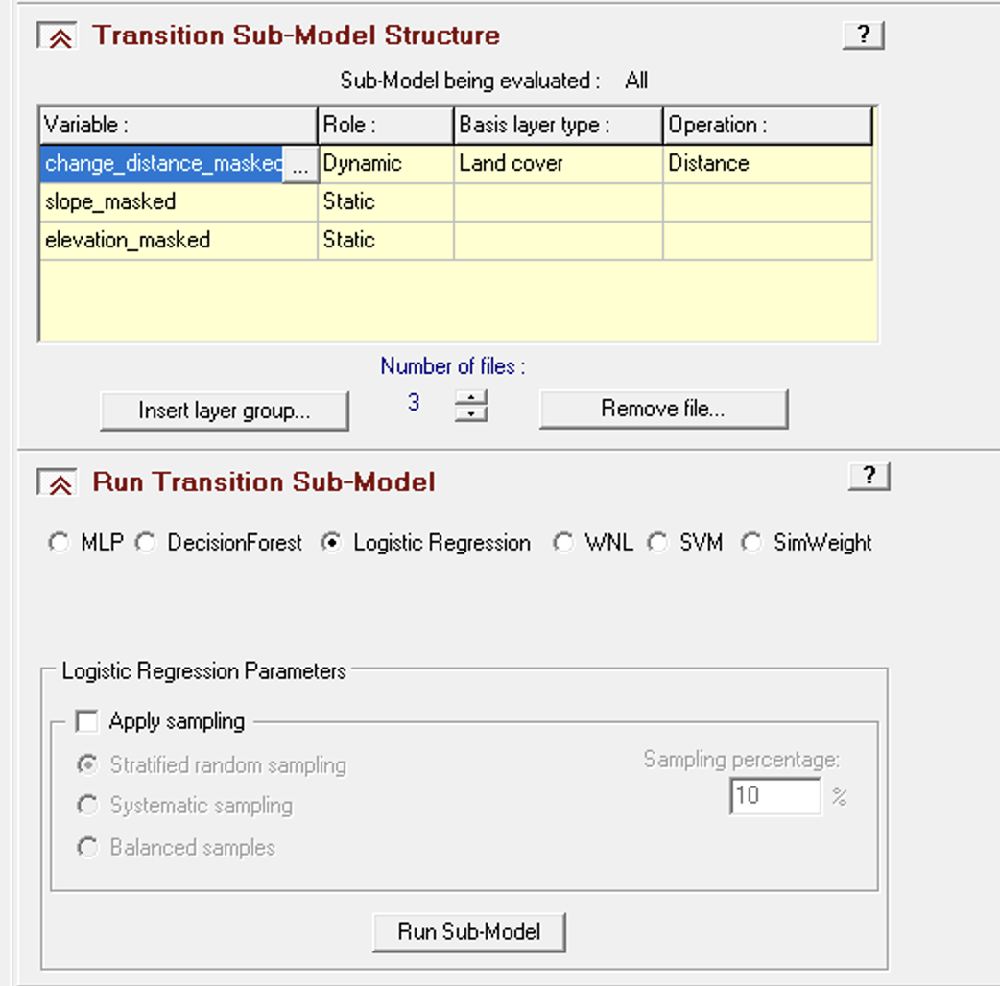 Transition Sub-Model Structure ?
Sub-Model being evaluated : All
Variable : Role : Basis layer type : Operation :
change_distance_masked ... Dynamic Land cover Distance
slope_masked Static
elevation_masked Static
Number of files :
Insert layer group... 3 Remove file...
Run Transition Sub-Model ?
MLP DecisionForest Logistic Regression WNL SVM SimWeight
Logistic Regression Parameters
Apply sampling
Stratified random sampling Sampling percentage:
10 %
Systematic sampling
Balanced samples
Run Sub-Model